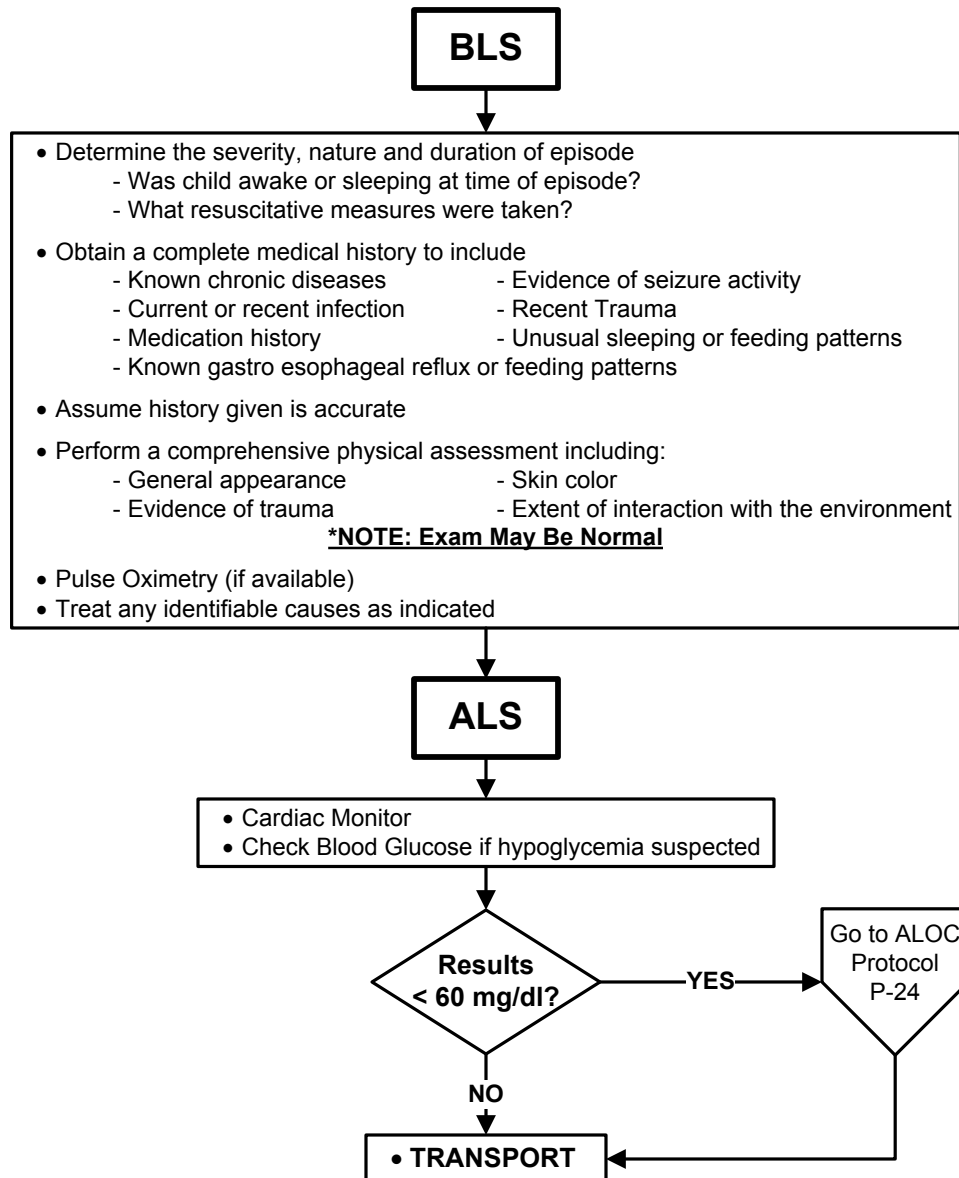 BLS
• Determine the severity, nature and duration of episode
- Was child awake or sleeping at time of episode?
- What resuscitative measures were taken?
• Obtain a complete medical history to include
- Known chronic diseases - Evidence of seizure activity
- Current or recent infection - Recent Trauma
- Medication history - Unusual sleeping or feeding patterns
- Known gastro esophageal reflux or feeding patterns
• Assume history given is accurate
• Perform a comprehensive physical assessment including:
- General appearance - Skin color
- Evidence of trauma - Extent of interaction with the environment
*NOTE: Exam May Be Normal
• Pulse Oximetry (if available)
• Treat any identifiable causes as indicated
ALS
• Cardiac Monitor
• Check Blood Glucose if hypoglycemia suspected
Results
< 60 mg/dl?
YES
Go to ALOC
Protocol
P-24
NO
• TRANSPORT